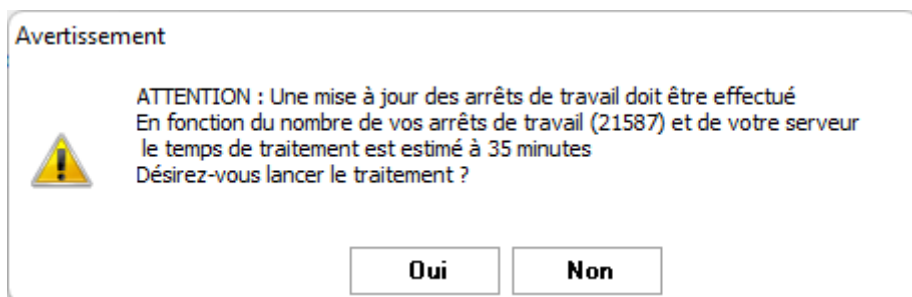 Avertissement
ATTENTION : Une mise à jour des arrêts de travail doit être effectué
En fonction du nombre de vos arrêts de travail (21587) et de votre serveur
le temps de traitement est estimé à 35 minutes
Désirez-vous lancer le traitement ?
Oui
Non